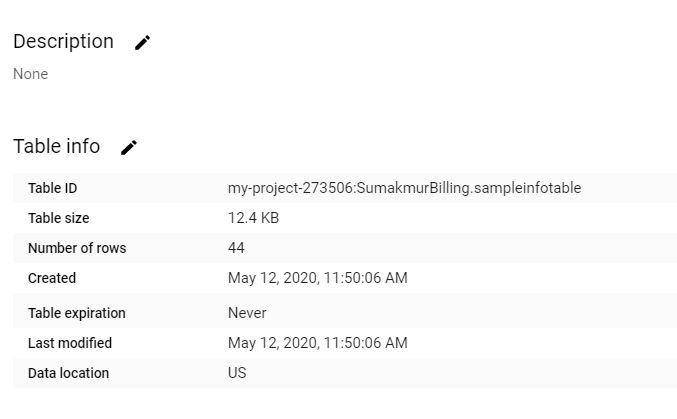 Description
None
Table info
Table ID my-project-273506:SumakmurBilling.sampleinfotable
Table size 12.4 KB
Number of rows 44
Created May 12, 2020, 11:50:06 AM
Table expiration Never
Last modified May 12, 2020, 11:50:06 AM
Data location US